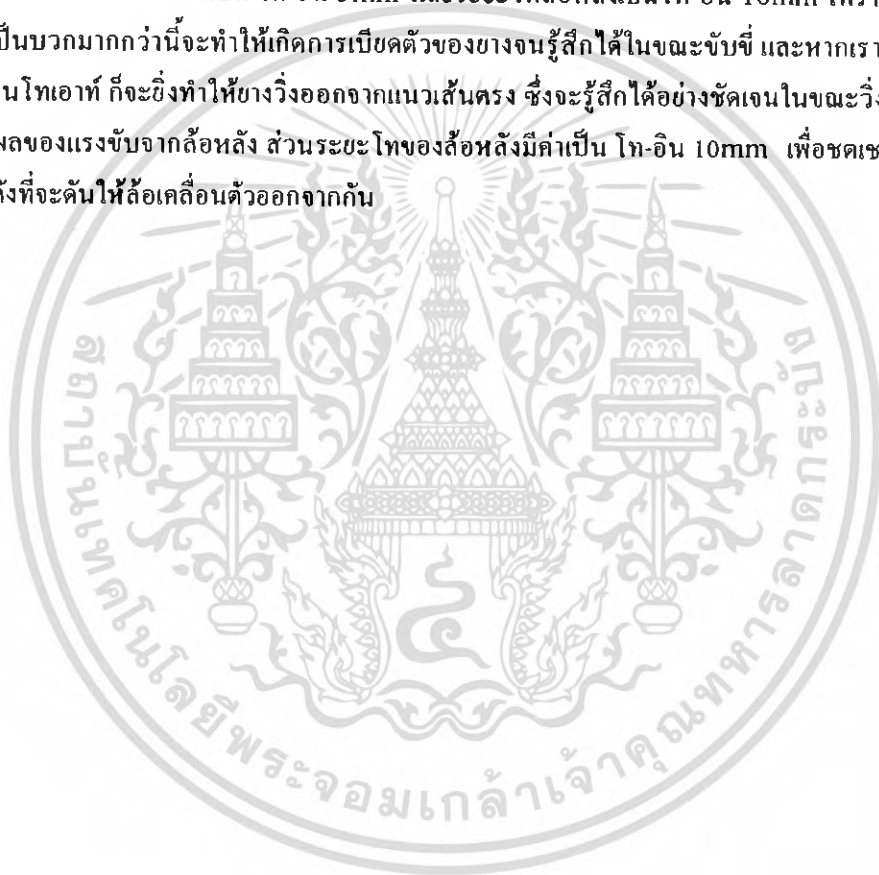 เป็นบวกมากกว่านี้จะทำให้เกิดการเบียดตัวของยางจนรู้สึกได้ในขณะขับขี่ และหากเรา
นโทเอาท์ ก็จะยิ่งทำให้ยางวิ่งออกจากแนวเส้นตรง ซึ่งจะรู้สึกได้อย่างชัดเจนในขณะวิ่ง
ผลของแรงขับจากล้อหลัง ส่วนระยะโทของล้อหลังมีค่าเป็น โท-อิน 10mm เพื่อชดเช
ังที่จะดันให้ล้อเคลื่อนตัวออกจากกัน
สถาบันเทคโนโลยีพระจอมเกล้าเจ้าคุณทหารลาดกระบัง